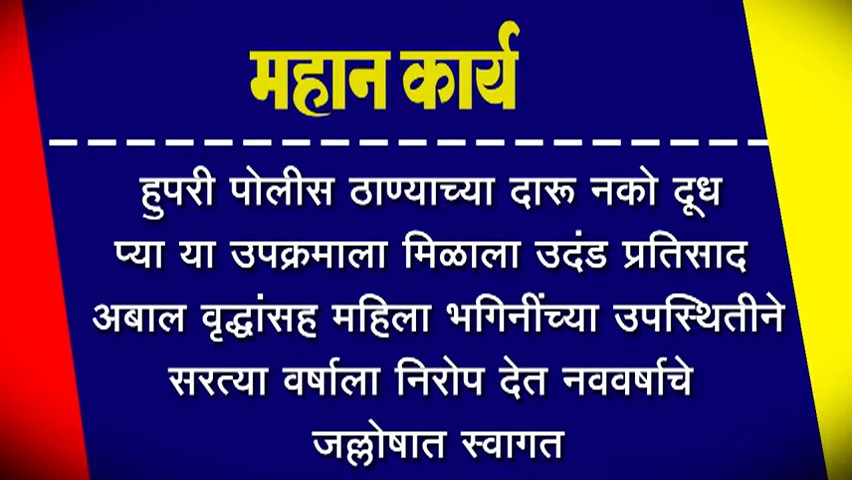 महान कार्य
हुपरी पोलीस ठाण्याच्या दारू नको दूध
प्या या उपक्रमाला मिळाला उदंड प्रतिसाद
अबाल वृद्धांसह महिला भगिनींच्या उपस्थितीने
सरत्या वर्षाला निरोप देत नववर्षाचे
जल्लोषात स्वागत